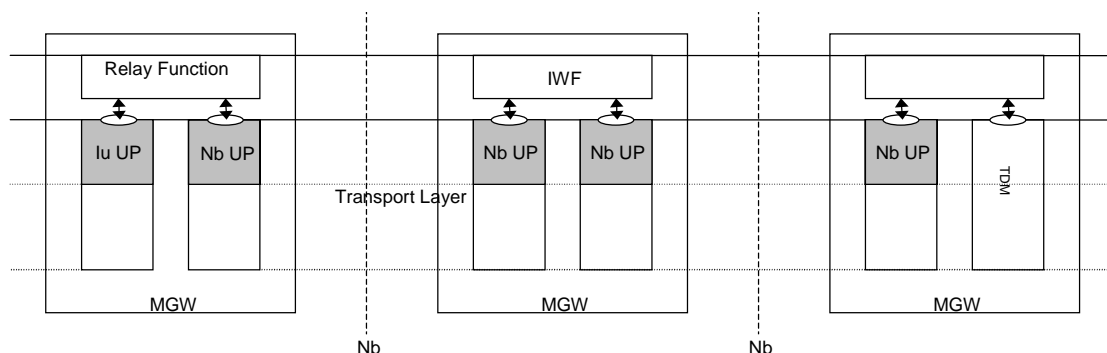 Relay Function
IWF
Iu UP
Nb UP
Nb UP
Nb UP
Nb UP
TDM
Transport Layer
MGW
MGW
MGW
Nb
Nb